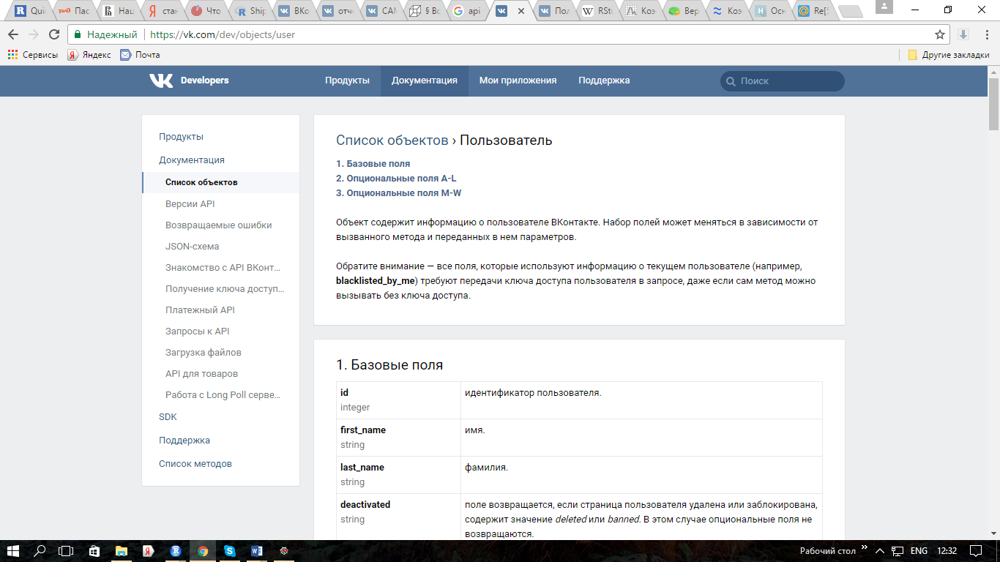 Quic
Пас
Нац
стан
Что
Ship
ВКо
отче
CAN
§ Вс
api
Пол
W RStu
Коэ
Вер
Коэ
Осн
Re[5
Надежный
https://vk.com/dev/objects/user
Сервисы
Яндекс
Почта
Другие закладки
Developers
Продукты
Документация
Мои приложения
Поддержка
Поиск
Продукты
Документация
Список объектов
Версии API
Возвращаемые ошибки
JSON-схема
Знакомство с API ВКонт...
Получение ключа доступ...
Платежный API
Запросы к API
Загрузка файлов
API для товаров
Работа с Long Poll серве...
SDK
Поддержка
Список методов
Список объектов › Пользователь
1. Базовые поля
2. Опциональные поля A-L
3. Опциональные поля M-W
Объект содержит информацию о пользователе ВКонтакте. Набор полей может меняться в зависимости от
вызванного метода и переданных в нем параметров.
Обратите внимание — все поля, которые используют информацию о текущем пользователе (например,
blacklisted_by_me) требуют передачи ключа доступа пользователя в запросе, даже если сам метод можно
вызывать без ключа доступа.
1. Базовые поля
id
integer
идентификатор пользователя.
first_name
string
имя.
last_name
string
фамилия.
deactivated
string
поле возвращается, если страница пользователя удалена или заблокирована,
содержит значение deleted или banned. В этом случае опциональные поля не
возвращаются.
Рабочий стол
ENG
12:32